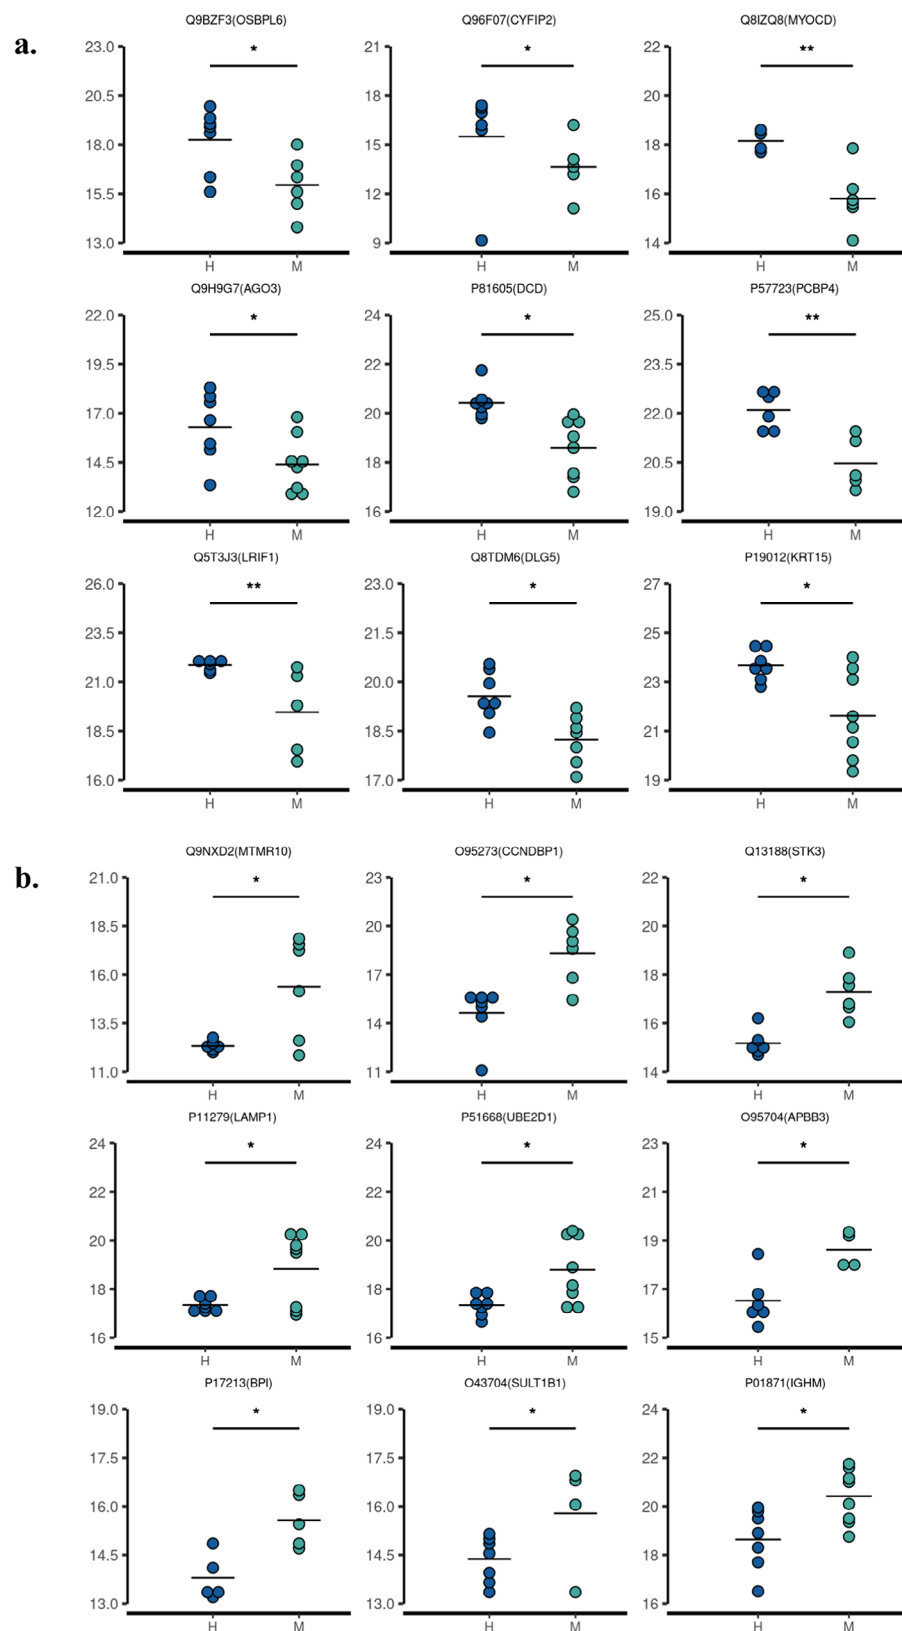 a.
Q9BZF3(OSBPL6) Q96F07(CYFIP2) Q8IZQ8(MYOCD)
23.0 21 22
* * **
20.5 18 20
18.0 15 18
15.5 12 16
13.0 9 14
H M H M H M
Q9H9G7(AGO3) P81605(DCD) P57723(PCBP4)
22.0 24 25.0
* * **
19.5 22 23.5
17.0 20 22.0
14.5 18 20.5
12.0 16 19.0
H M H M H M
Q5T3J3(LRIF1) Q8TDM6(DLG5) P19012(KRT15)
26.0 23.0 27
** * *
23.5 21.5 25
21.0 20.0 23
18.5 18.5 21
16.0 17.0 19
H M H M H M
b.
Q9NXD2(MTMR10) O95273(CCNDBP1) Q13188(STK3)
21.0 23 22
* * *
18.5 20 20
16.0 17 18
13.5 14 16
11.0 11 14
H M H M H M
P11279(LAMP1) P51668(UBE2D1) O95704(APBB3)
24 24 23
* * *
22 22 21
20 20 19
18 18 17
16 16 15
H M H M H M
P17213(BPI) O43704(SULT1B1) P01871(IGHM)
19.0 19.0 24
* * *
17.5 17.5 22
16.0 16.0 20
14.5 14.5 18
13.0 13.0 16
H M H M H M